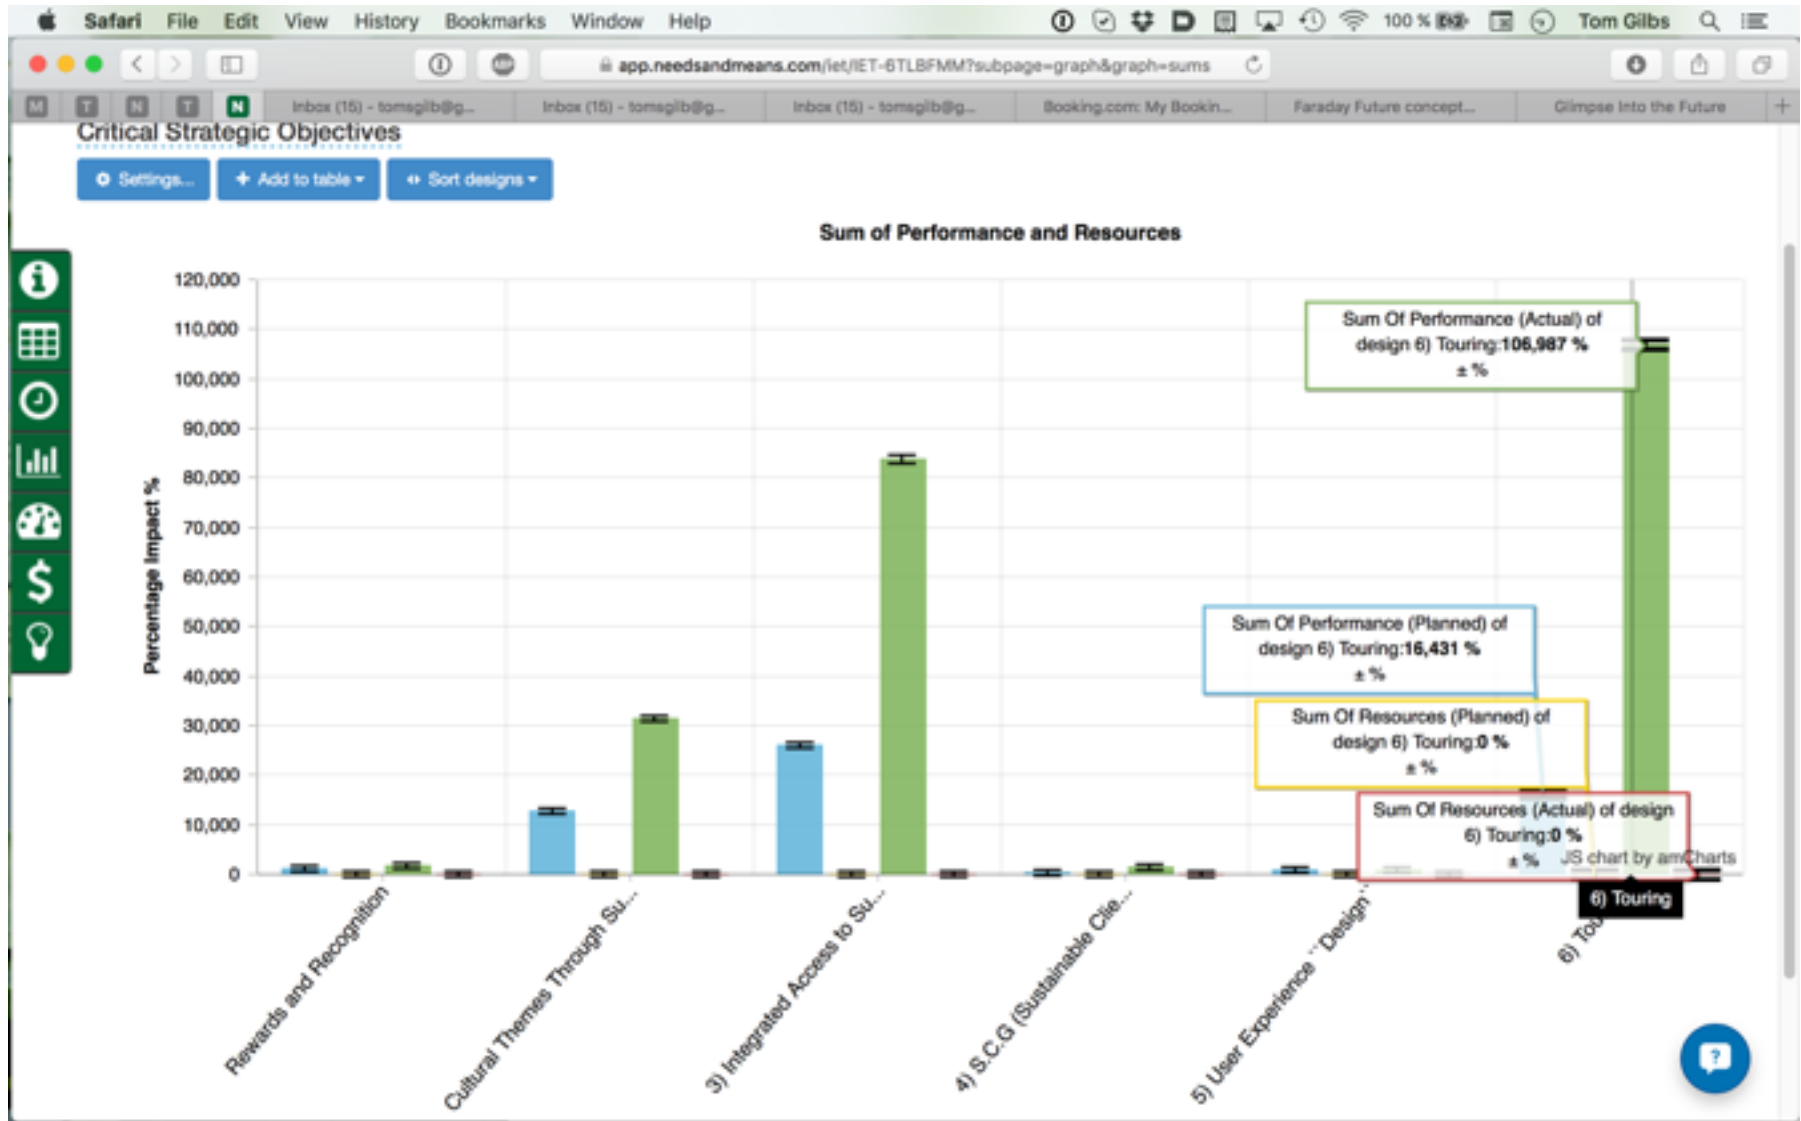 Safari File Edit View History Bookmarks Window Help 100 % Tom Gilbs
app.needsandmeans.com/iet/IET-6TLBFMM?subpage=graph&graph=sums
M T N T N Inbox (15) - tomsgilb@g... Inbox (15) - tomsgilb@g... Inbox (15) - tomsgilb@g... Booking.com: My Bookin... Faraday Future concept... Glimpse Into the Future
Critical Strategic Objectives
Settings... Add to table Sort designs
Sum of Performance and Resources
120,000
110,000
100,000
90,000
80,000
70,000
60,000
50,000
40,000
30,000
20,000
10,000
0
Percentage Impact %
Sum Of Performance (Actual) of
design 6) Touring:106,987 %
± %
Sum Of Performance (Planned) of
design 6) Touring:16,431 %
± %
Sum Of Resources (Planned) of
design 6) Touring:0 %
± %
Sum Of Resources (Actual) of design
6) Touring:0 %
± %
JS chart by amCharts
6) Touring
Rewards and Recognition
Cultural Themes Through Su...
3) Integrated Access to Su...
4) S.C.G (Sustainable Clie...
5) User Experience ``Design``
6) Tou